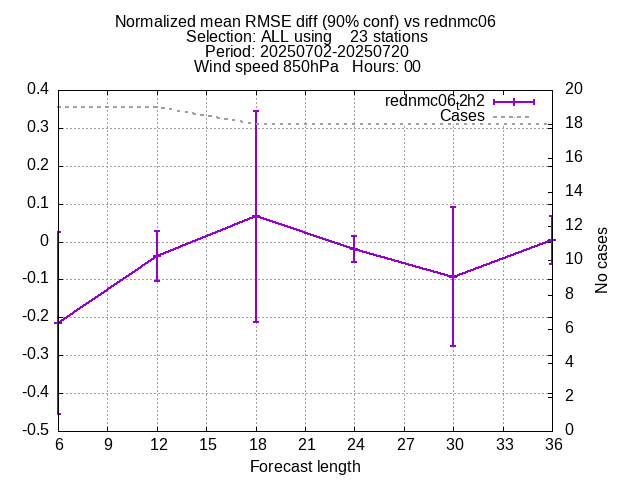 Normalized mean RMSE diff (90% conf) vs rednmc06
Selection: ALL using    23 stations
Period: 20250702-20250720
Wind speed 850hPa   Hours: 00
rednmc06,2h2
Cases
0.4
0.3
0.2
0.1
0
-0.1
-0.2
-0.3
-0.4
-0.5
20
18
16
14
12
10
8
6
4
2
0
No cases
6 9 12 15 18 21 24 27 30 33 36
Forecast length